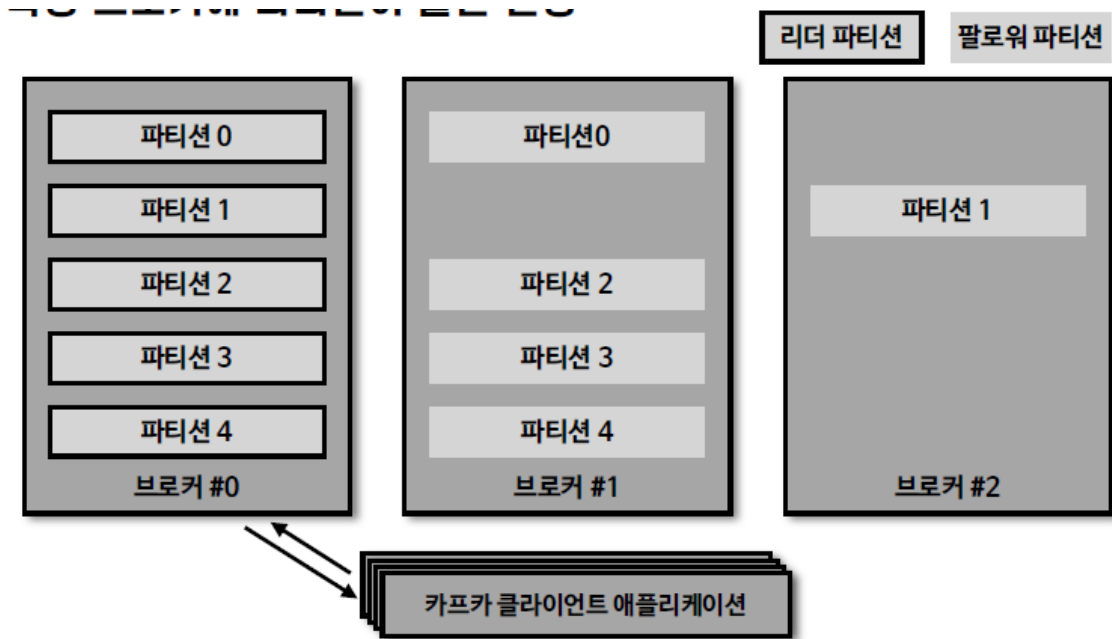 리더 파티션
팔로워 파티션
파티션 0
파티션 1
파티션 2
파티션 3
파티션 4
브로커 #0
파티션0
파티션 2
파티션 3
파티션 4
브로커 #1
파티션 1
브로커 #2
카프카 클라이언트 애플리케이션